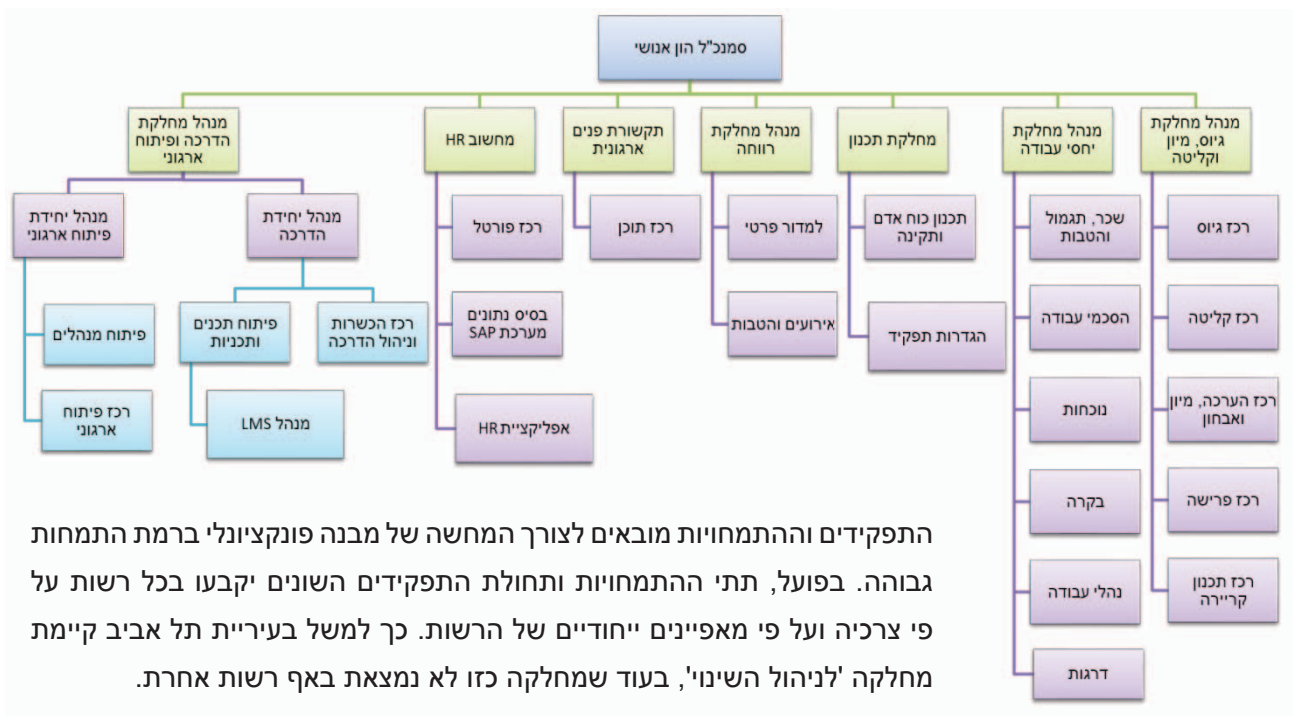 סמנכ"ל הון אנושי
מנהל מחלקת
גיוס, מיון
וקליטה
רכז גיוס
רכז קליטה
רכז הערכה, מיון
ואבחון
רכז פרישה
רכז תכנון
קריירה
מנהל מחלקת
יחסי עבודה
שכר, תגמול
והטבות
הסכמי עבודה
נוכחות
בקרה
נהלי עבודה
דרגות
מחלקת תכנון
תכנון כוח אדם
ותקינה
הגדרות תפקיד
מנהל מחלקת
רווחה
למדור פרטי
אירועים והטבות
תקשורת פנים
ארגונית
רכז תוכן
מחשוב HR
רכז פורטל
בסיס נתונים
מערכת SAP
אפליקציית HR
מנהל מחלקת
הדרכה ופיתוח
ארגוני
מנהל יחידת
הדרכה
רכז הכשרות
וניהול הדרכה
פיתוח תכנים
ותכניות
מנהל LMS
מנהל יחידת
פיתוח ארגוני
פיתוח מנהלים
רכז פיתוח
ארגוני
התפקידים וההתמחויות מובאים לצורך המחשה של מבנה פונקציונלי ברמת התמחות
גבוהה. בפועל, תתי ההתמחויות ותחולת התפקידים השונים יקבעו בכל רשות על
פי צרכיה ועל פי מאפיינים ייחודיים של הרשות. כך למשל בעיריית תל אביב קיימת
מחלקה 'לניהול השינוי', בעוד שמחלקה כזו לא נמצאת באף רשות אחרת.